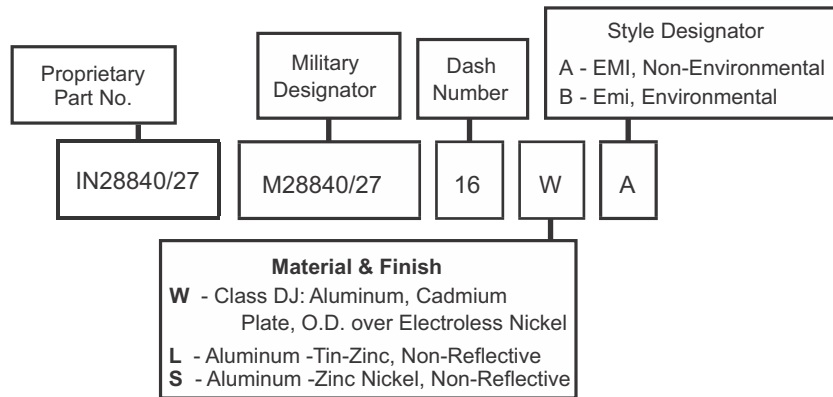 Proprietary
Part No.
Military
Designator
Dash
Number
Style Designator
A - EMI, Non-Environmental
B - Emi, Environmental
IN28840/27
M28840/27
16
W
A
Material & Finish
W - Class DJ: Aluminum, Cadmium
Plate, O.D. over Electroless Nickel
L - Aluminum -Tin-Zinc, Non-Reflective
S - Aluminum -Zinc Nickel, Non-Reflective